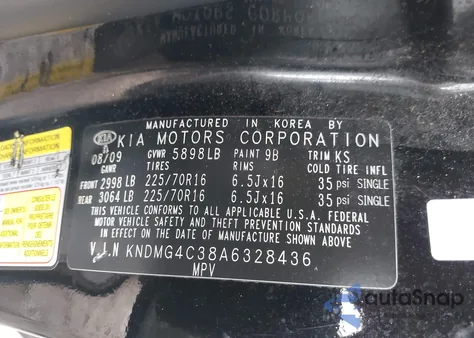 MANUFACTURED IN KOREA BY
KIA KIA MOTORS CORPORATION
08/09 GVWR 5898LB PAINT 9B TRIM KS
GAWR TIRES RIMS COLD TIRE INFL
FRONT 2998 LB 225/70R16 6.5Jx16 35 psi SINGLE
REAR 3064 LB 225/70R16 6.5Jx16 35 psi SINGLE
THIS VEHICLE CONFORMS TO ALL APPLICABLE U.S.A. FEDERAL
MOTOR VEHICLE SAFETY AND THEFT PREVENTION STANDARDS
IN EFFECT ON THE DATE OF MANUFACTURE SHOWN ABOVE.
V.I.N KNDMG4C38A6328436
MPV
autoSnap